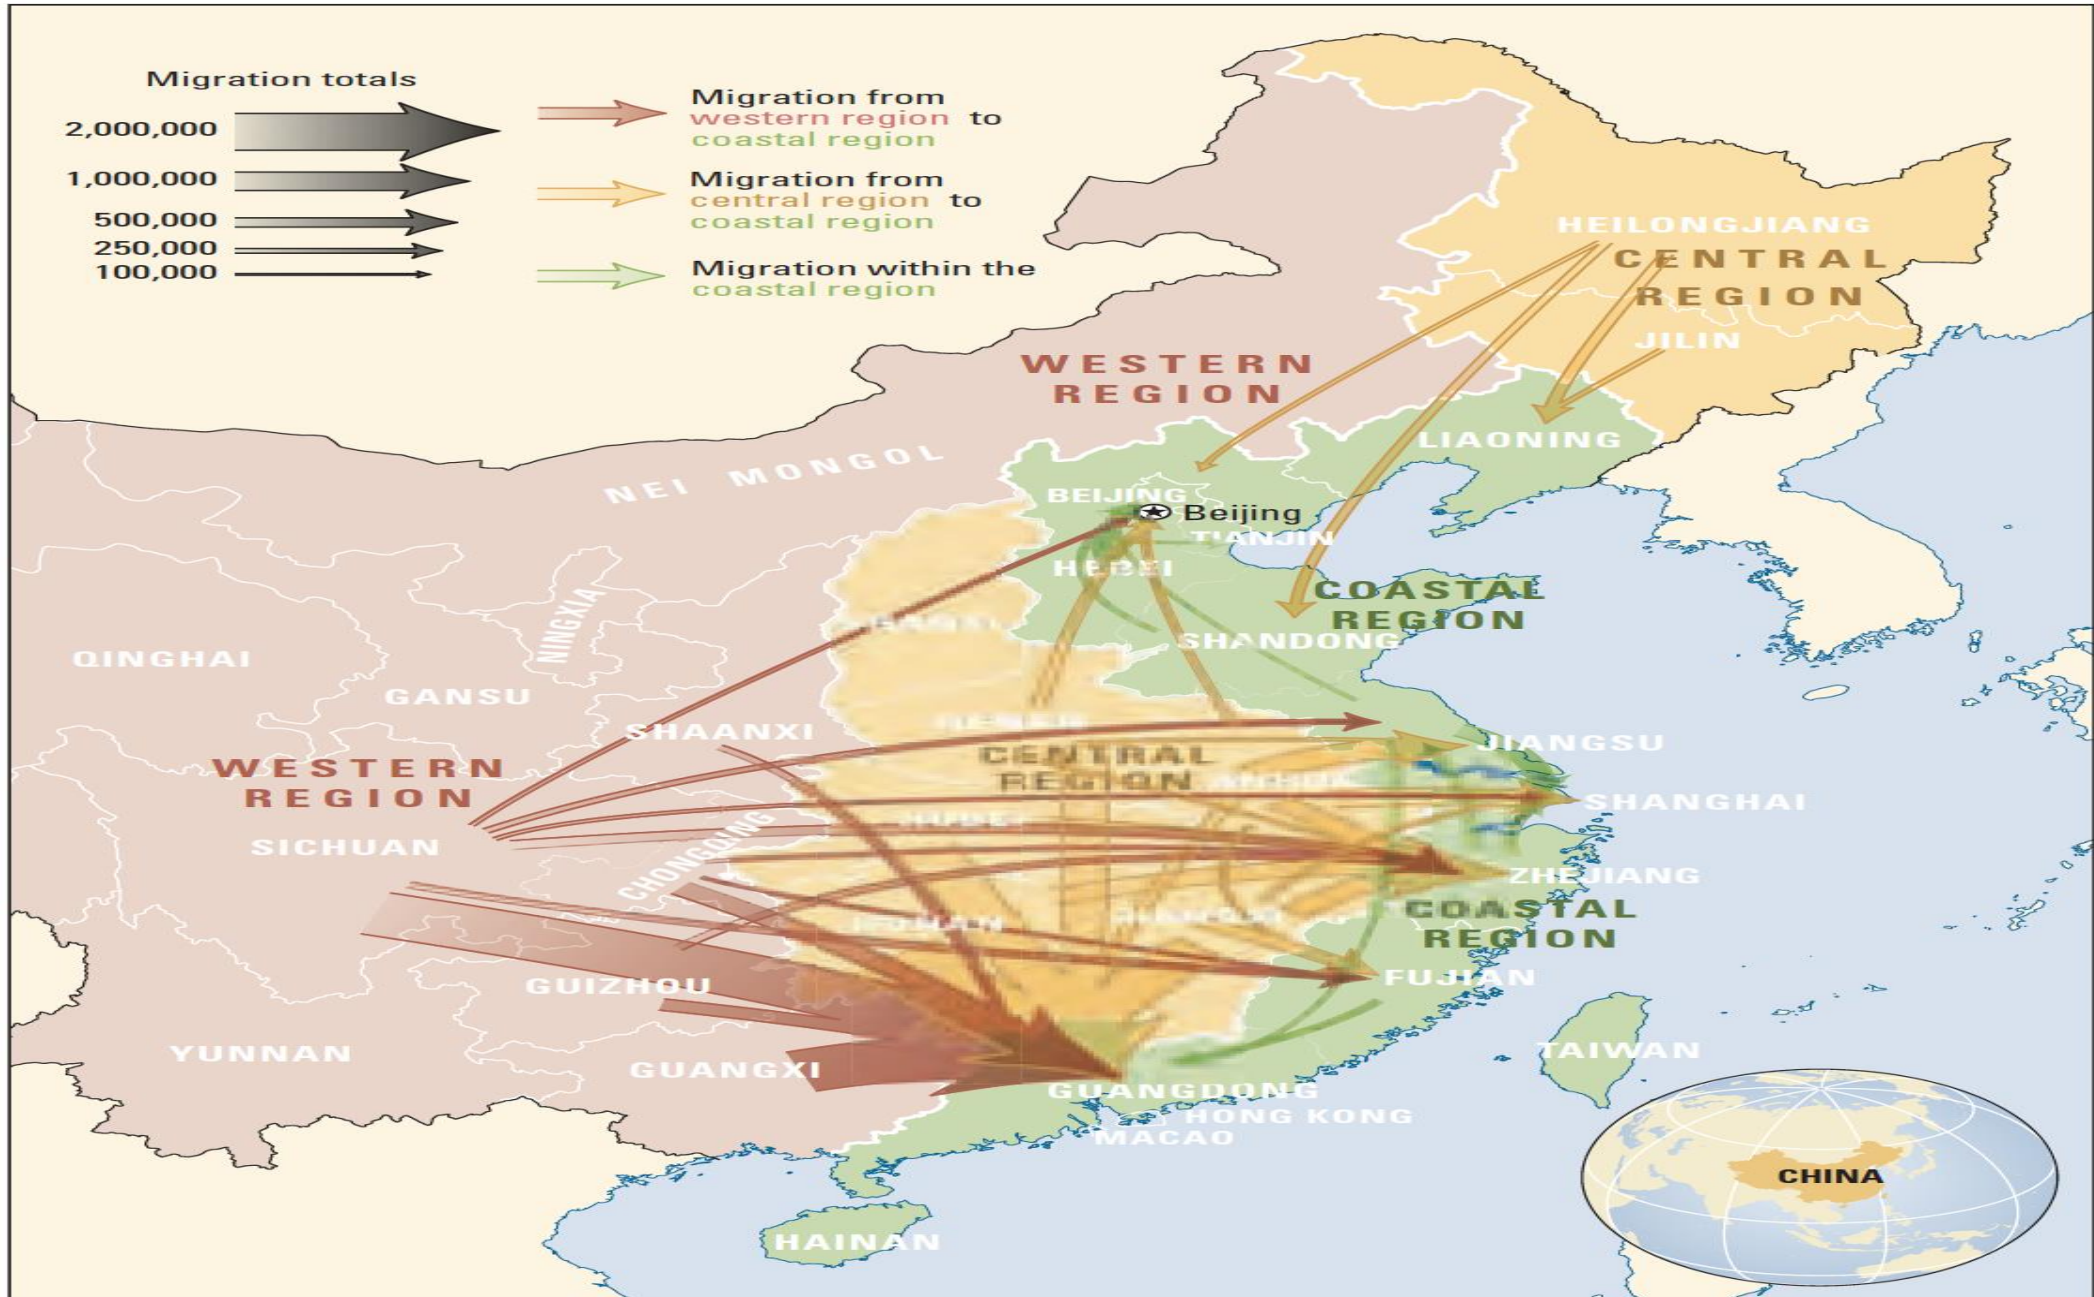 Migration totals
2,000,000
1,000,000
500,000
250,000
100,000
Migration from
western region to
coastal region
Migration from
central region to
coastal region
Migration within the
coastal region
HEILONGJIANG
CENTRAL
REGION
JILIN
WESTERN
REGION
LIAONING
NEI MONGOL
BEIJING
Beijing
TIANJIN
HEBEI
COASTAL
REGION
SHANDONG
NINGXIA
QINGHAI
GANSU
SHAANXI
JIANGSU
CENTRAL
REGION
WESTERN
REGION
SHANGHAI
HUBEI
SICHUAN
CHONGQING
ZHEJIANG
COASTAL
REGION
HUNAN
FUJIAN
GUIZHOU
YUNNAN
GUANGXI
TAIWAN
GUANGDONG
HONG KONG
MACAO
CHINA
HAINAN